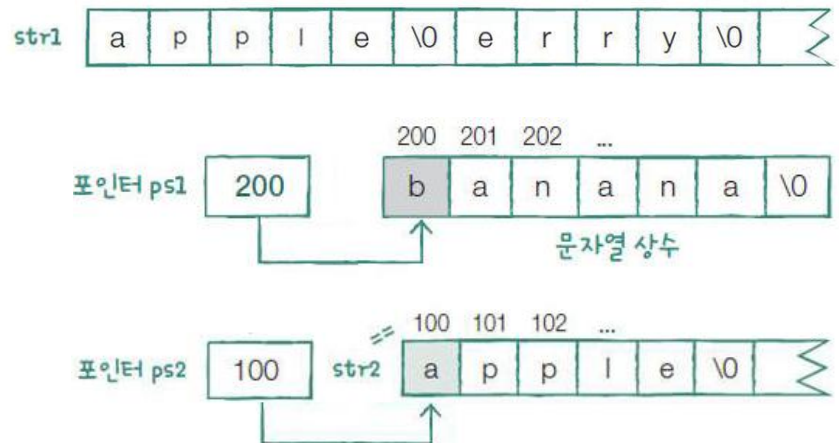 str1 a p p l e \0 e r r y \0
200 201 202 ...
포인터 ps1 200 b a n a n a \0
문자열 상수
= 100 101 102 ...
포인터 ps2 100 str2 a p p l e \0